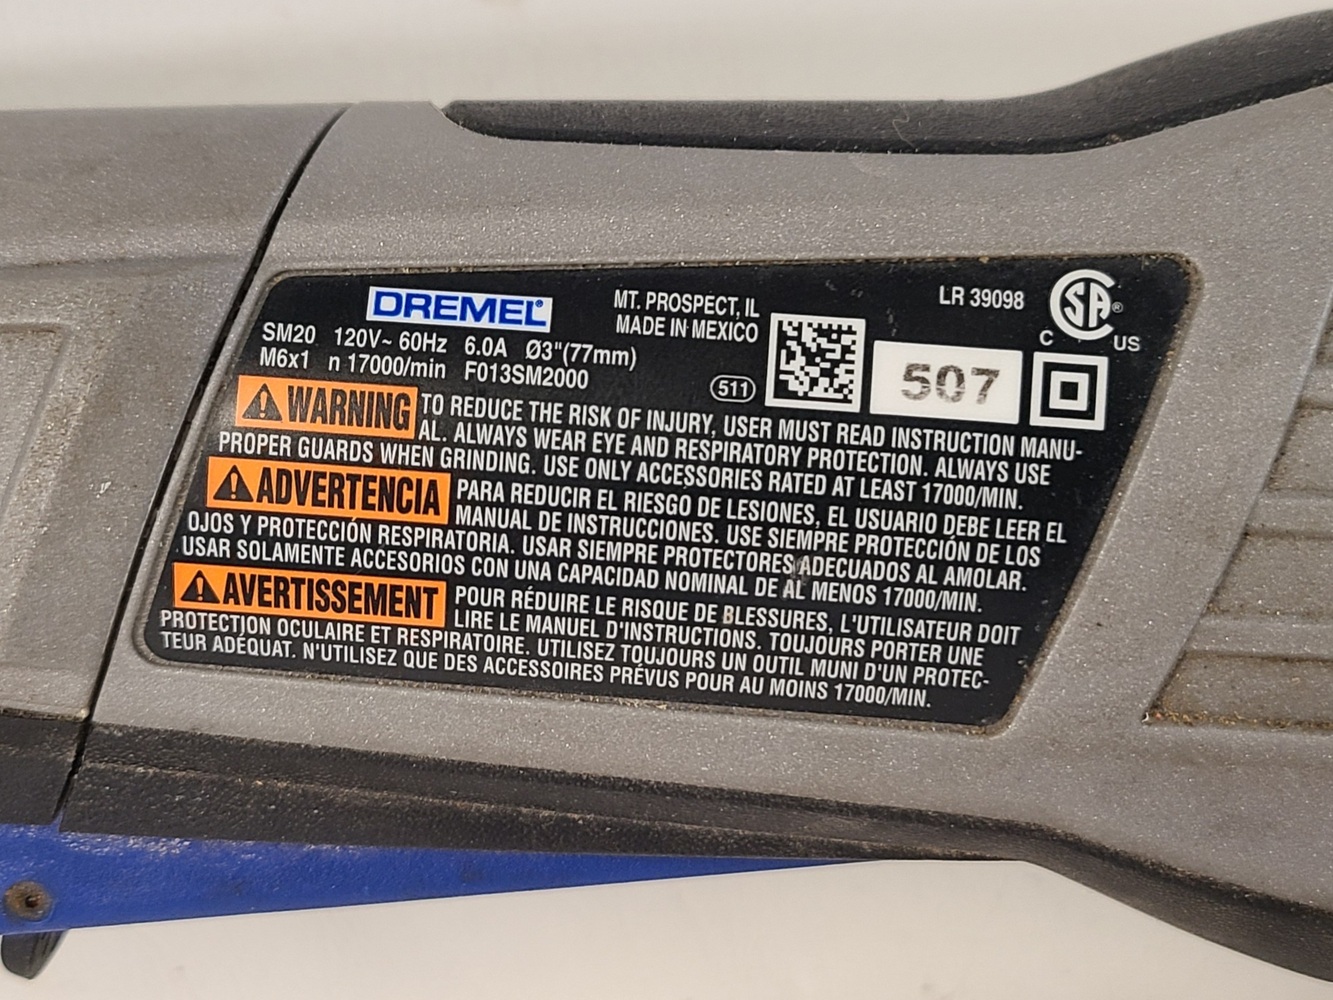 DREMEL®
MT. PROSPECT, IL
MADE IN MEXICO
LR 39098
CSA®
C US
SM20 120V~ 60Hz 6.0A Ø3"(77mm)
M6x1 n 17000/min F013SM2000
511
507
WARNING TO REDUCE THE RISK OF INJURY, USER MUST READ INSTRUCTION MANU-
AL. ALWAYS WEAR EYE AND RESPIRATORY PROTECTION. ALWAYS USE
PROPER GUARDS WHEN GRINDING. USE ONLY ACCESSORIES RATED AT LEAST 17000/MIN.
ADVERTENCIA PARA REDUCIR EL RIESGO DE LESIONES, EL USUARIO DEBE LEER EL
MANUAL DE INSTRUCCIONES. USE SIEMPRE PROTECCIÓN DE LOS
OJOS Y PROTECCIÓN RESPIRATORIA. USAR SIEMPRE PROTECTORES ADECUADOS AL AMOLAR.
USAR SOLAMENTE ACCESORIOS CON UNA CAPACIDAD NOMINAL DE AL MENOS 17000/MIN.
AVERTISSEMENT POUR RÉDUIRE LE RISQUE DE BLESSURES, L'UTILISATEUR DOIT
LIRE LE MANUEL D'INSTRUCTIONS. TOUJOURS PORTER UNE
PROTECTION OCULAIRE ET RESPIRATOIRE. UTILISEZ TOUJOURS UN OUTIL MUNI D'UN PROTEC-
TEUR ADÉQUAT. N'UTILISEZ QUE DES ACCESSOIRES PRÉVUS POUR AU MOINS 17000/MIN.